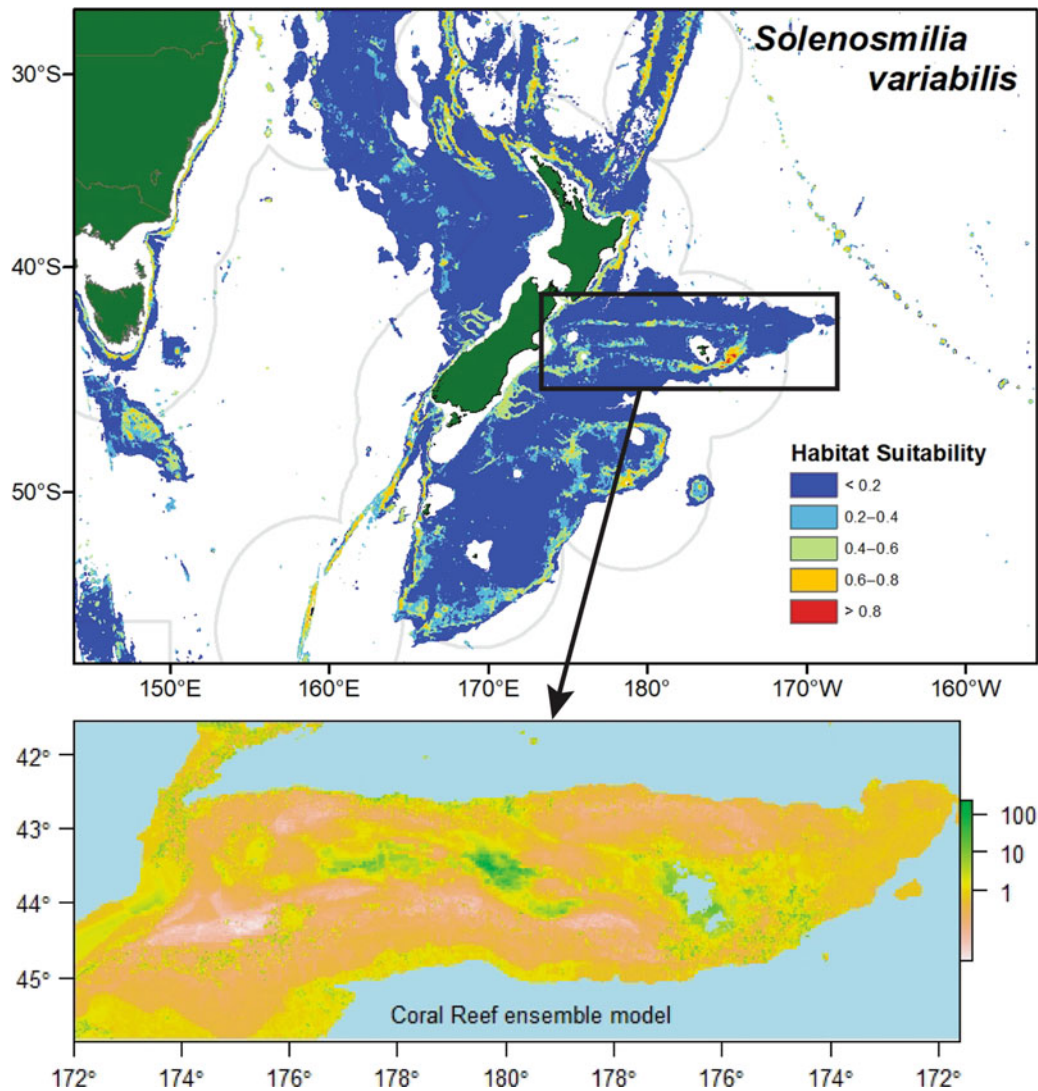 Solenosmilia
variabilis
30°S
40°S
50°S
Habitat Suitability
< 0.2
0.2–0.4
0.4–0.6
0.6–0.8
> 0.8
150°E 160°E 170°E 180° 170°W 160°W
42°
43°
44°
45°
100
10
1
Coral Reef ensemble model
172° 174° 176° 178° 180° 178° 176° 174° 172°